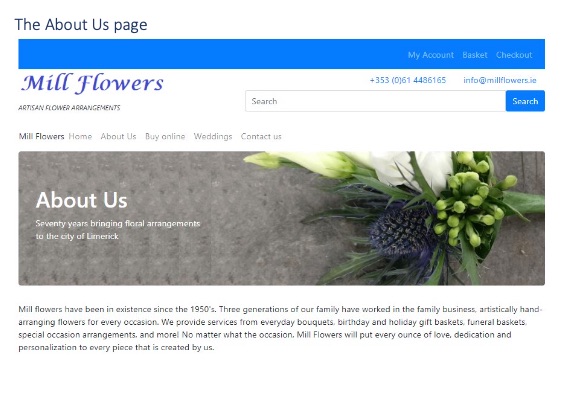 The About Us page
My Account Basket Checkout
Mill Flowers
+353 (0)61 4486165 info@millflowers.ie
ARTISAN FLOWER ARRANGEMENTS
Search Search
Mill Flowers Home About Us Buy online Weddings Contact us
About Us
Seventy years bringing floral arrangements
to the city of Limerick
Mill flowers have been in existence since the 1950's. Three generations of our family have worked in the family business, artistically hand-
arranging flowers for every occasion. We provide services from everyday bouquets, birthday and holiday gift baskets, funeral baskets,
special occasion arrangements, and more! No matter what the occasion, Mill Flowers will put every ounce of love, dedication and
personalization to every piece that is created by us.